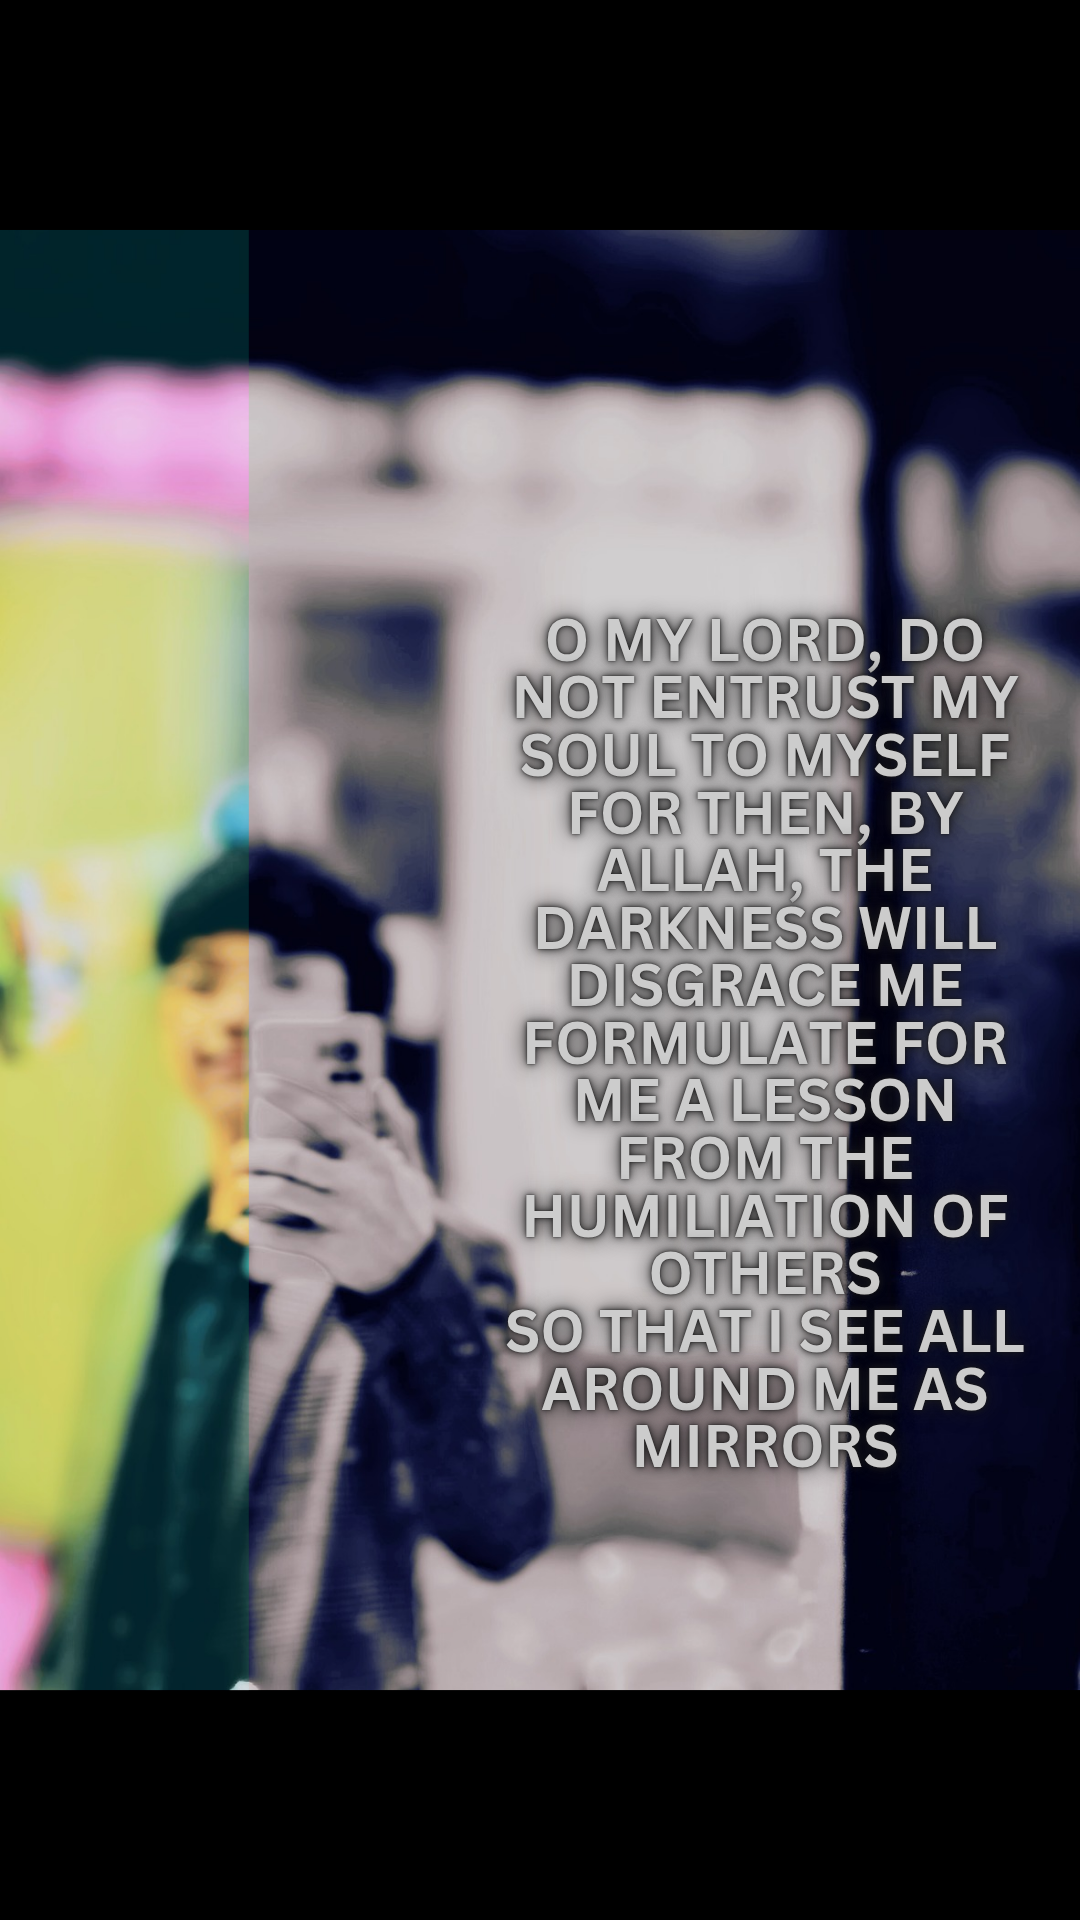 O MY LORD, DO
NOT ENTRUST MY
SOUL TO MYSELF
FOR THEN, BY
ALLAH, THE
DARKNESS WILL
DISGRACE ME
FORMULATE FOR
ME A LESSON
FROM THE
HUMILIATION OF
OTHERS
SO THAT I SEE ALL
AROUND ME AS
MIRRORS